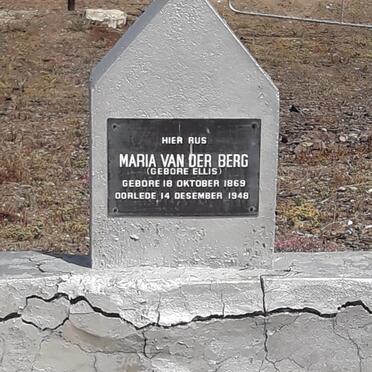 HIER RUS
MARIA VAN DER BERG
(GEBORE ELLIS)
GEBORE 18 OKTOBER 1869
OORLEDE 14 DESEMBER 1948